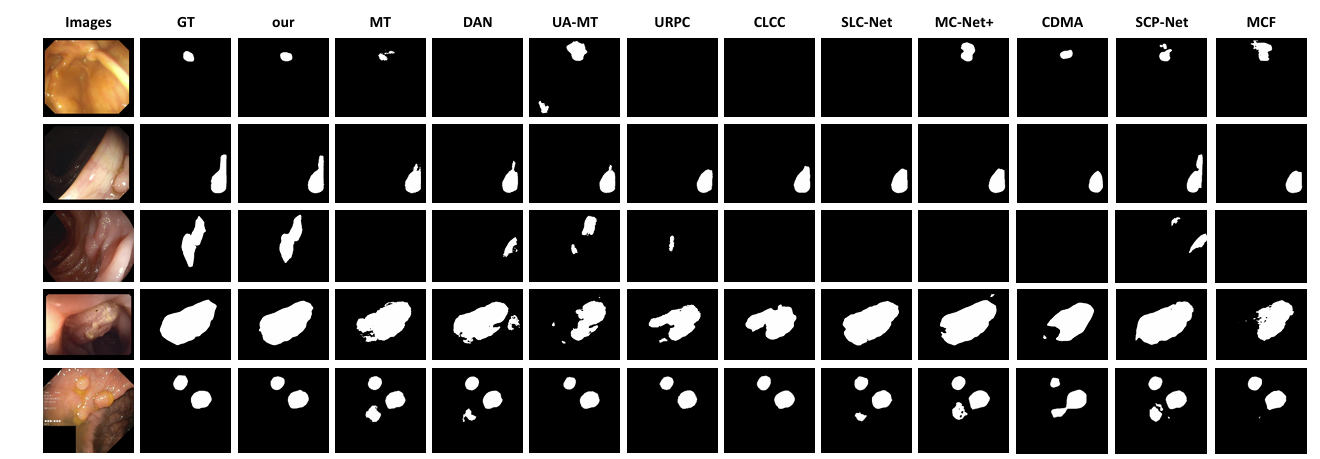 Images GT our MT DAN UA-MT URPC CLCC SLC-Net MC-Net+ CDMA SCP-Net MCF